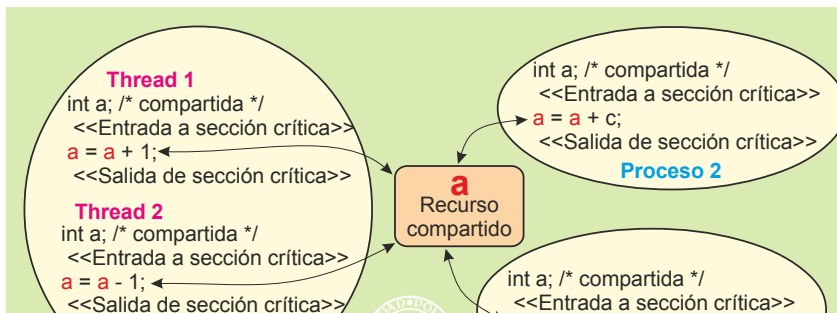 Thread 1
int a; /* compartida */
<<Entrada a sección crítica>>
a = a + 1;
<<Salida de sección crítica>>
Thread 2
int a; /* compartida */
<<Entrada a sección crítica>>
a = a - 1;
<<Salida de sección crítica>>
a
Recurso
compartido
int a; /* compartida */
<<Entrada a sección crítica>>
a = a + c;
<<Salida de sección crítica>>
Proceso 2
int a; /* compartida */
<<Entrada a sección crítica>>